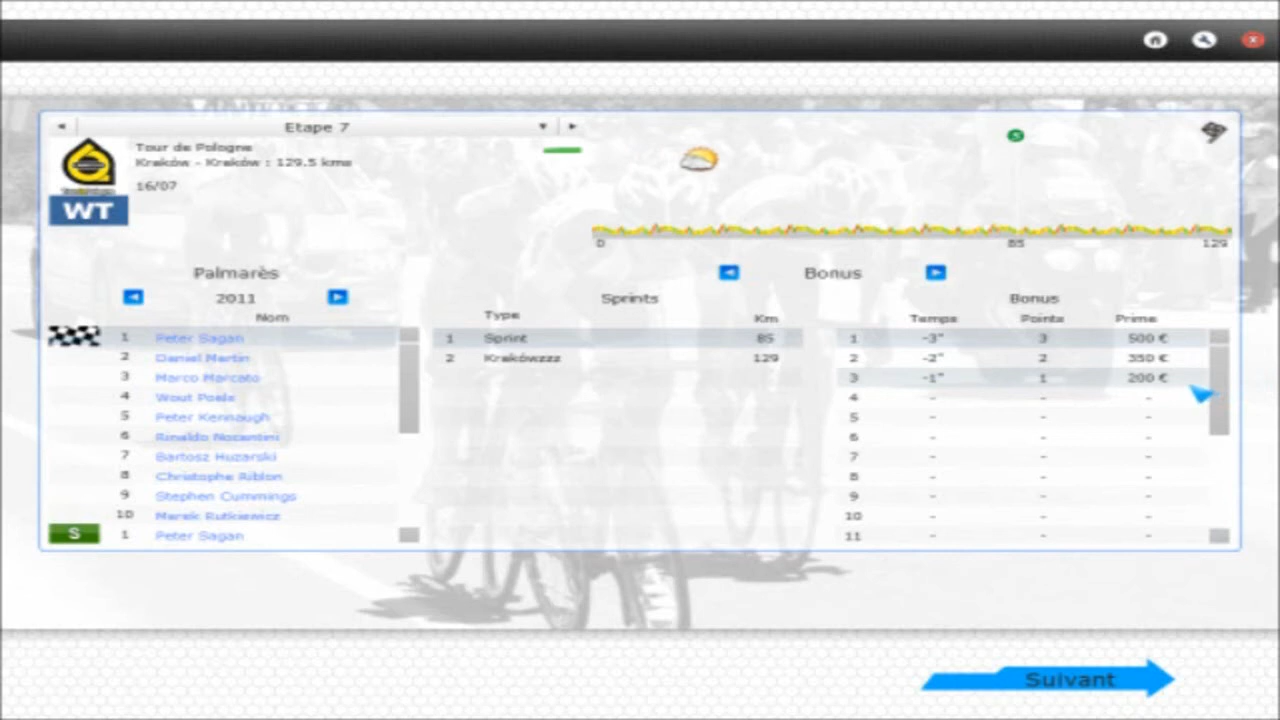 Etape 7
Tour de Pologne
Kraków - Kraków : 129.5 kms
16/07
WT
S
0 85 129
Palmarès
2011
Nom
1 Peter Sagan
2 Daniel Martin
3 Marco Marcato
4 Wout Poels
5 Peter Kennaugh
6 Rinaldo Nocentini
7 Bartosz Huzarski
8 Christophe Riblon
9 Stephen Cummings
10 Marek Rutkiewicz
S 1 Peter Sagan
Bonus
Sprints
Type Km
1 Sprint 85
2 Krakówzzz 129
Bonus
Temps Points Prime
1 -3" 3 500 €
2 -2" 2 350 €
3 -1" 1 200 €
4 - - -
5 - - -
6 - - -
7 - - -
8 - - -
9 - - -
10 - - -
11 - - -
Suivant